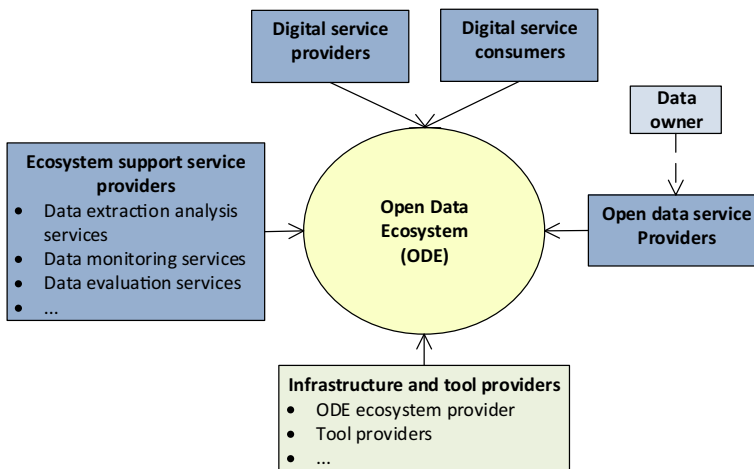 Digital service
providers
Digital service
consumers
Data
owner
Ecosystem support service
providers
• Data extraction analysis
services
• Data monitoring services
• Data evaluation services
• ...
Open Data
Ecosystem
(ODE)
Open data service
Providers
Infrastructure and tool providers
• ODE ecosystem provider
• Tool providers
• ...